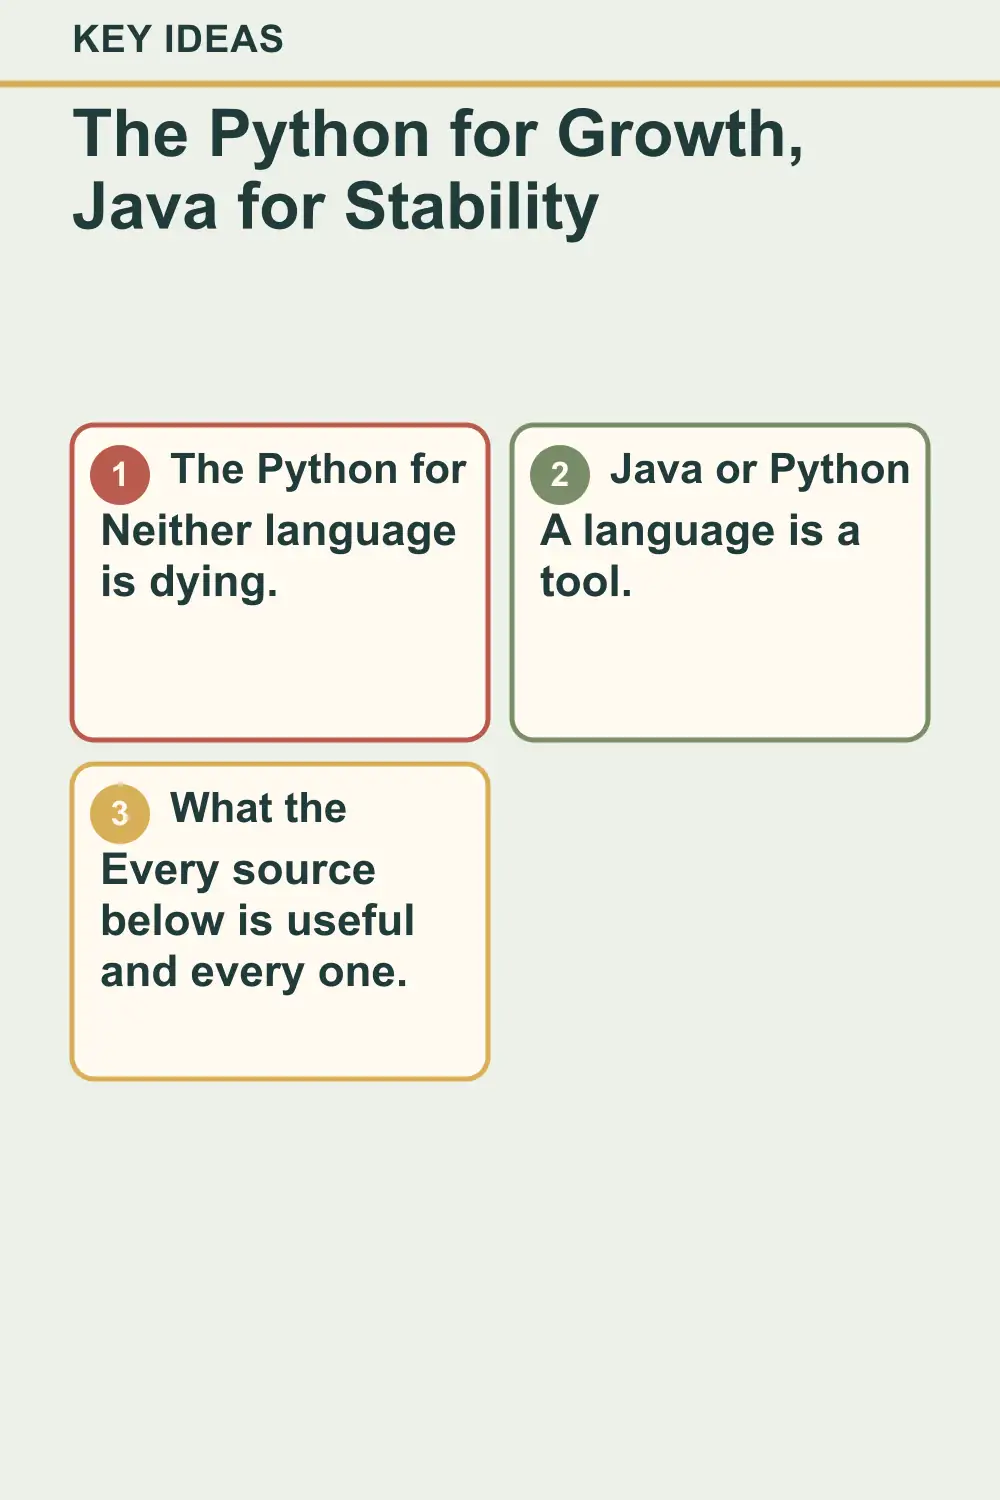 KEY IDEAS
The Python for Growth,
Java for Stability
1 The Python for
Neither language
is dying.
2 Java or Python
A language is a
tool.
3 What the
Every source
below is useful
and every one.